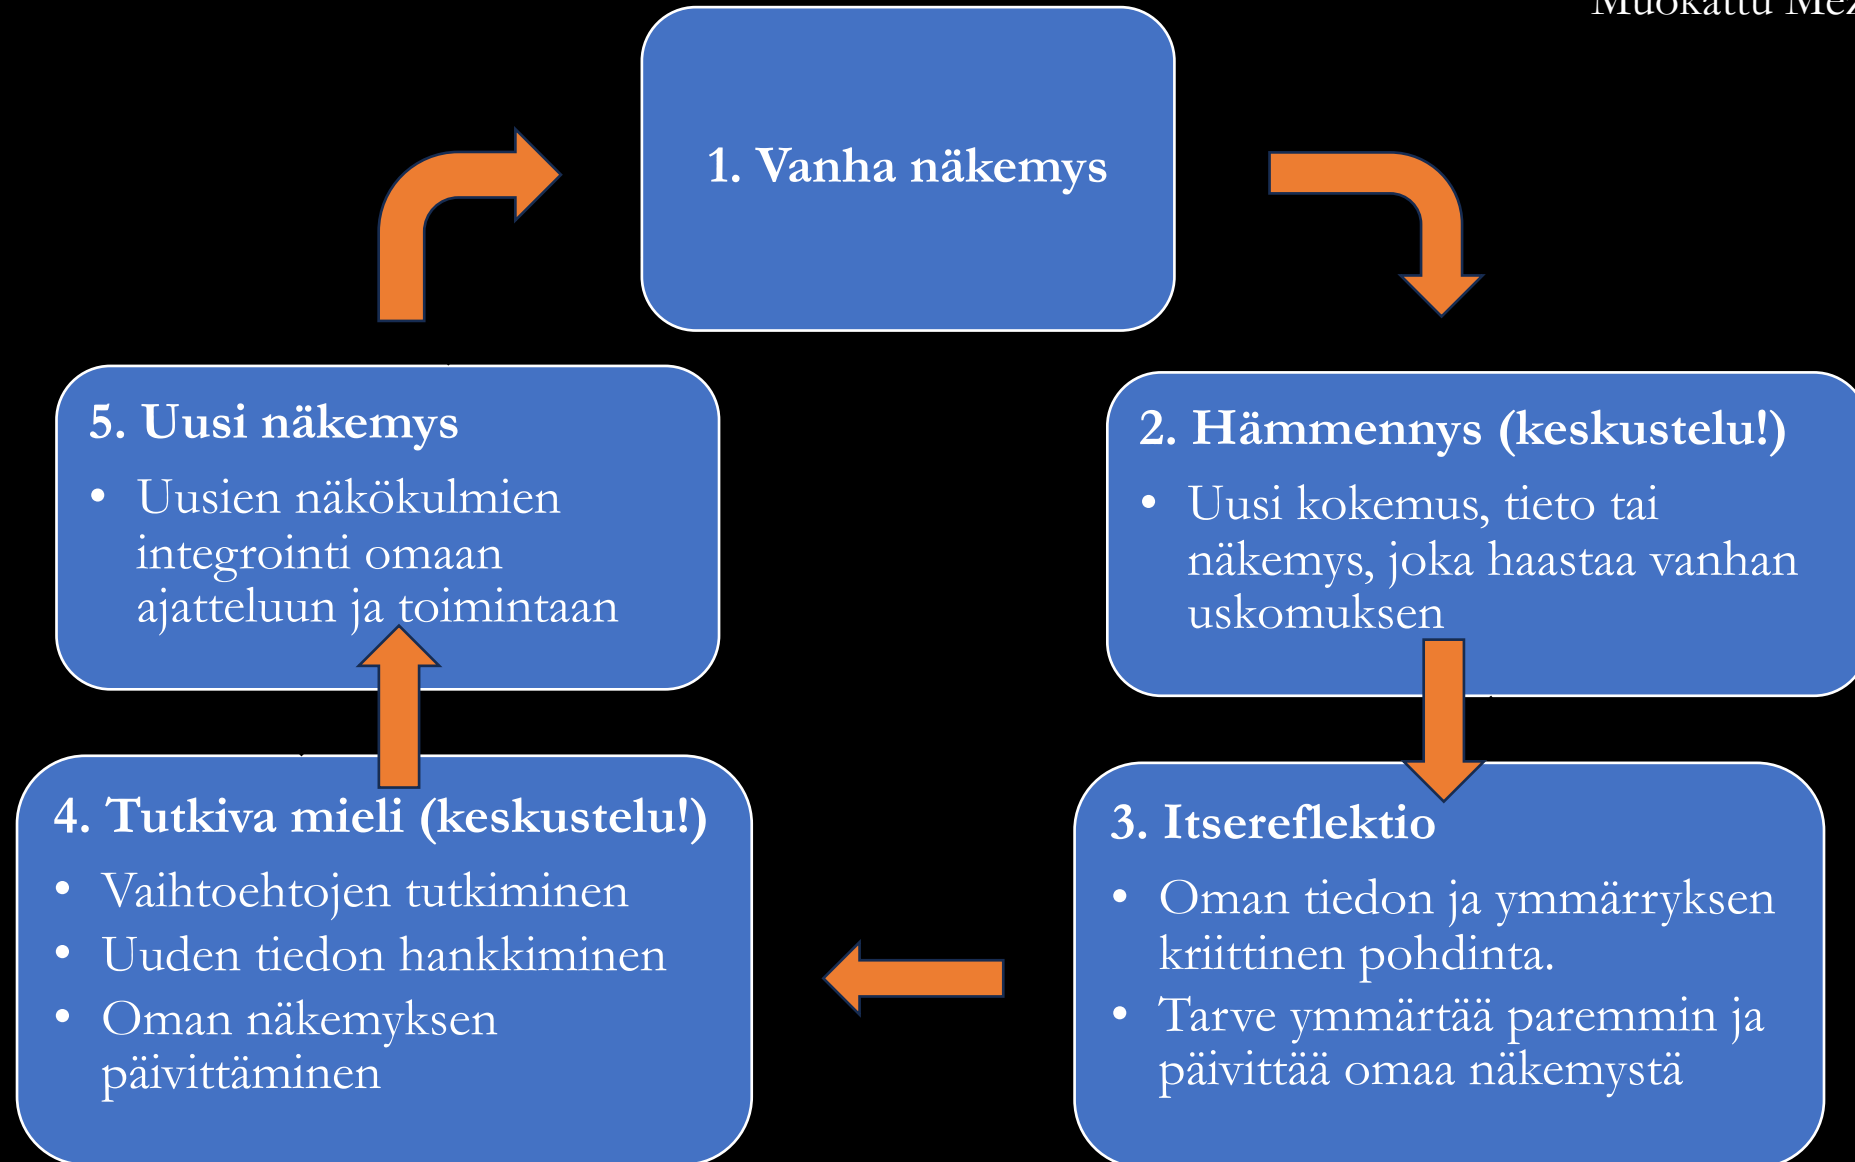 Muokattu
1. Vanha näkemys
2. Hämmennys (keskustelu!)
• Uusi kokemus, tieto tai
näkemys, joka haastaa vanhan
uskomuksen
3. Itsereflektio
• Oman tiedon ja ymmärryksen
kriittinen pohdinta.
• Tarve ymmärtää paremmin ja
päivittää omaa näkemystä
4. Tutkiva mieli (keskustelu!)
• Vaihtoehtojen tutkiminen
• Uuden tiedon hankkiminen
• Oman näkemyksen
päivittäminen
5. Uusi näkemys
• Uusien näkökulmien
integrointi omaan
ajatteluun ja toimintaan